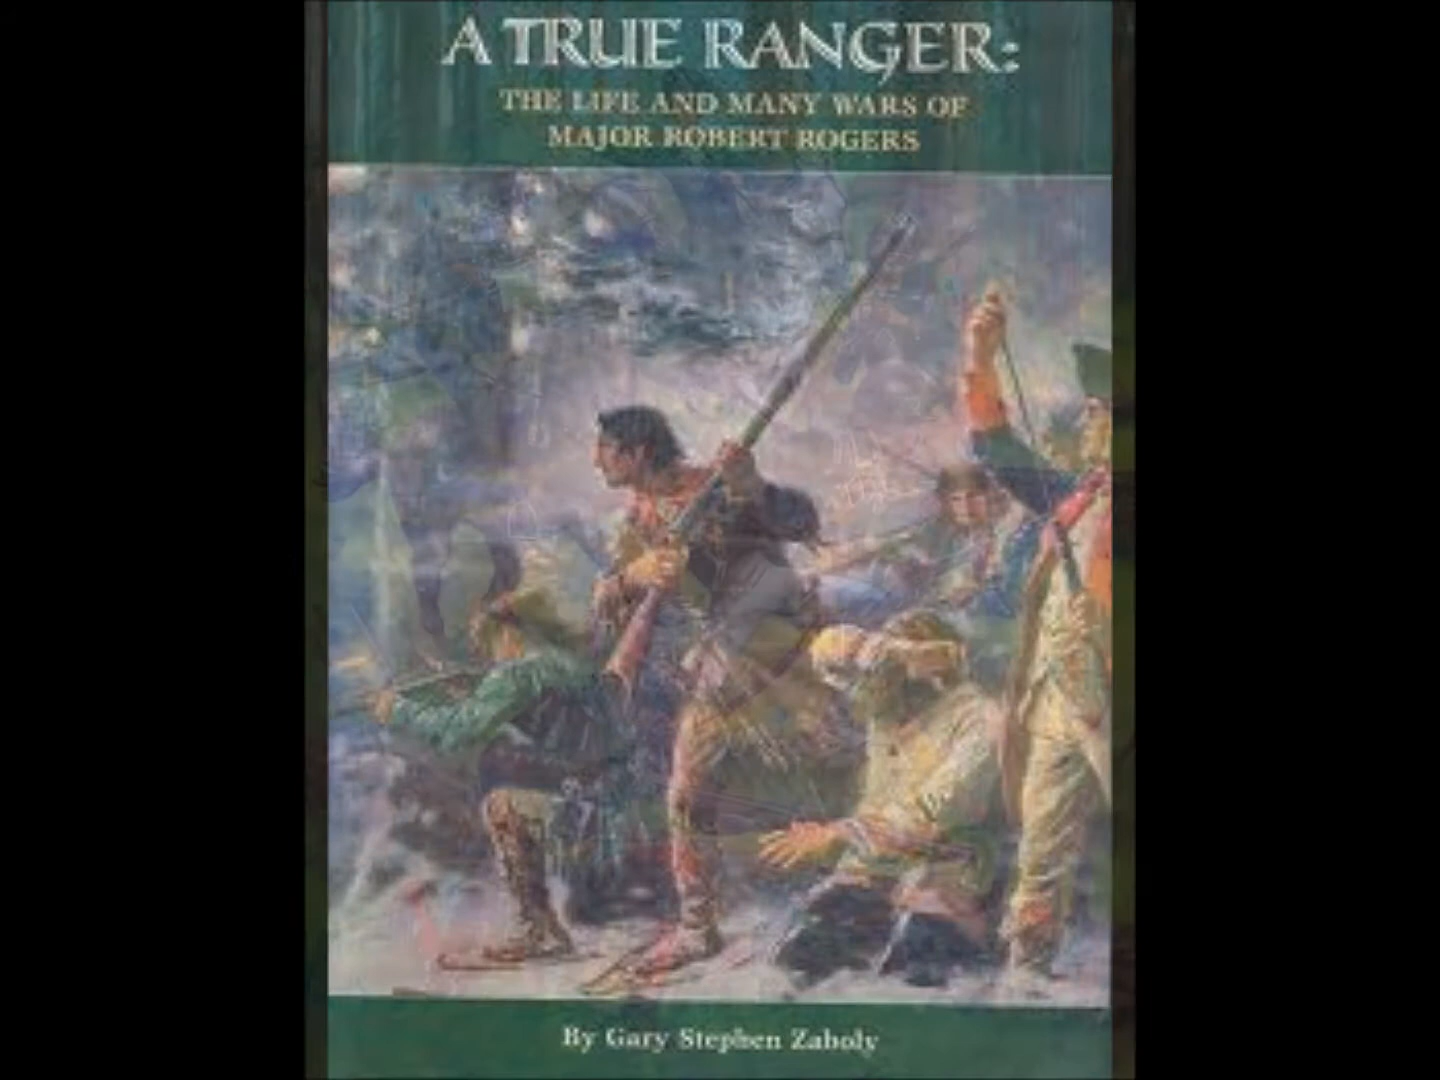 A TRUE RANGER:
THE LIFE AND MANY WARS OF
MAJOR ROBERT ROGERS
By Gary Stephen Zaboly